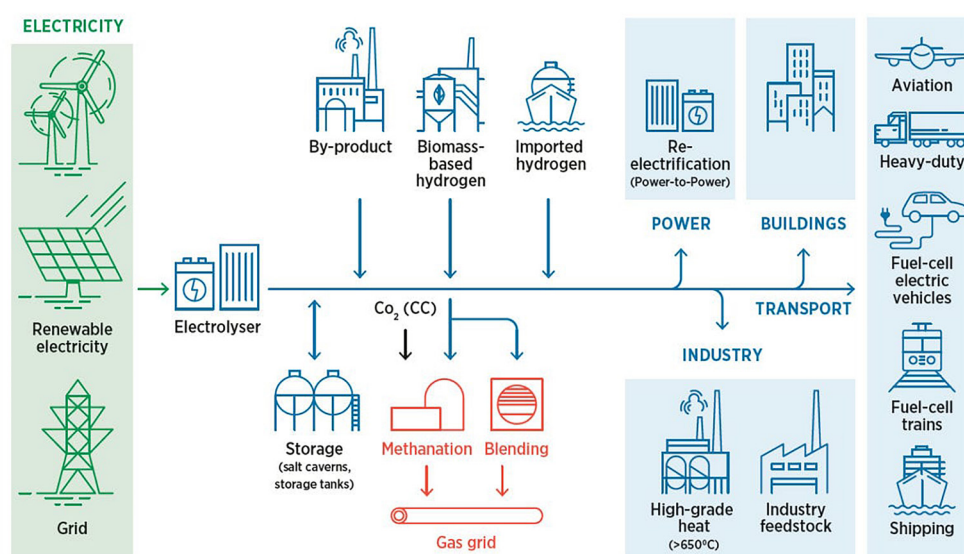 ELECTRICITY
Renewable
electricity
Grid
Electrolyser
By-product
Biomass-
based
hydrogen
Imported
hydrogen
Storage
(salt caverns,
storage tanks)
Co2 (CC)
Methanation
Blending
Gas grid
Re-
electrification
(Power-to-Power)
POWER
BUILDINGS
TRANSPORT
INDUSTRY
High-grade
heat
(>650ºC)
Industry
feedstock
Aviation
Heavy-duty
Fuel-cell
electric
vehicles
Fuel-cell
trains
Shipping